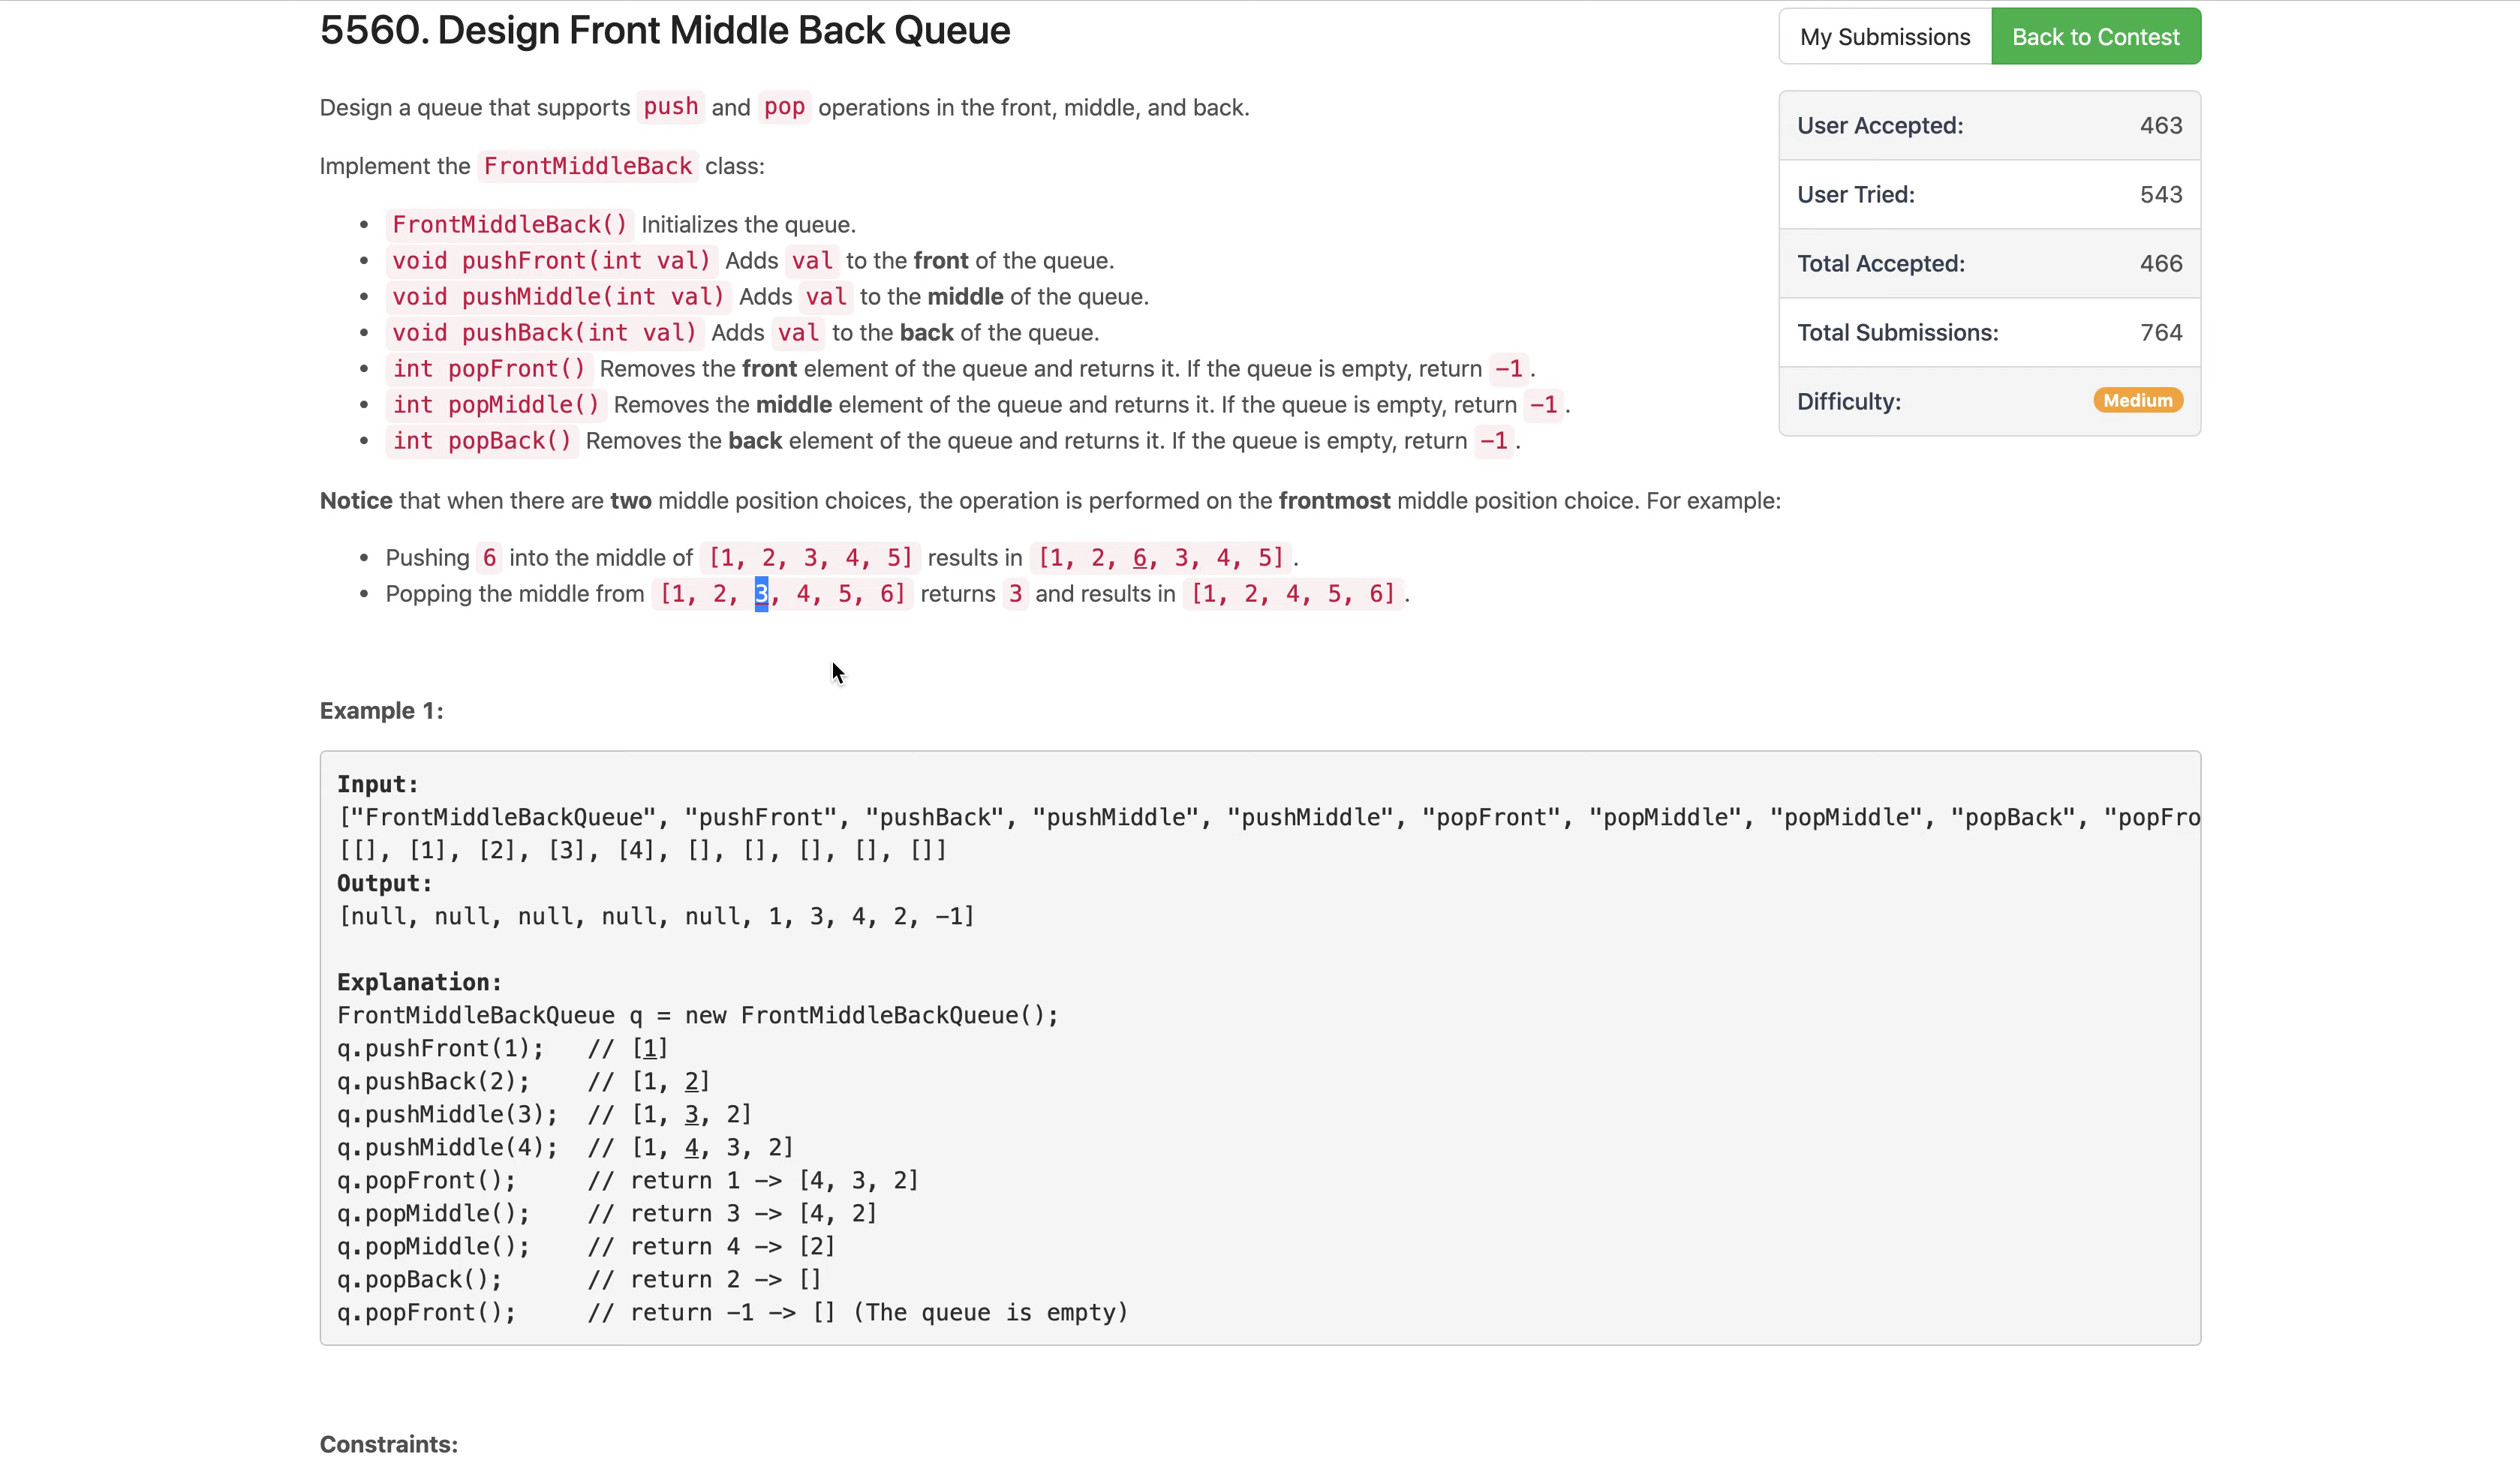 5560. Design Front Middle Back Queue
My Submissions
Back to Contest
Design a queue that supports push and pop operations in the front, middle, and back.
Implement the FrontMiddleBack class:
• FrontMiddleBack() Initializes the queue.
• void pushFront(int val) Adds val to the front of the queue.
• void pushMiddle(int val) Adds val to the middle of the queue.
• void pushBack(int val) Adds val to the back of the queue.
• int popFront() Removes the front element of the queue and returns it. If the queue is empty, return -1.
• int popMiddle() Removes the middle element of the queue and returns it. If the queue is empty, return -1.
• int popBack() Removes the back element of the queue and returns it. If the queue is empty, return -1.
User Accepted: 463
User Tried: 543
Total Accepted: 466
Total Submissions: 764
Difficulty: Medium
Notice that when there are two middle position choices, the operation is performed on the frontmost middle position choice. For example:
• Pushing 6 into the middle of [1, 2, 3, 4, 5] results in [1, 2, 6, 3, 4, 5].
• Popping the middle from [1, 2, 3, 4, 5, 6] returns 3 and results in [1, 2, 4, 5, 6].
Example 1:
Input:
["FrontMiddleBackQueue", "pushFront", "pushBack", "pushMiddle", "pushMiddle", "popFront", "popMiddle", "popMiddle", "popBack", "popFro
[[], [1], [2], [3], [4], [], [], [], [], []]
Output:
[null, null, null, null, null, 1, 3, 4, 2, -1]
Explanation:
FrontMiddleBackQueue q = new FrontMiddleBackQueue();
q.pushFront(1);   // [1]
q.pushBack(2);    // [1, 2]
q.pushMiddle(3);  // [1, 3, 2]
q.pushMiddle(4);  // [1, 4, 3, 2]
q.popFront();     // return 1 -> [4, 3, 2]
q.popMiddle();    // return 3 -> [4, 2]
q.popMiddle();    // return 4 -> [2]
q.popBack();      // return 2 -> []
q.popFront();     // return -1 -> [] (The queue is empty)
Constraints: